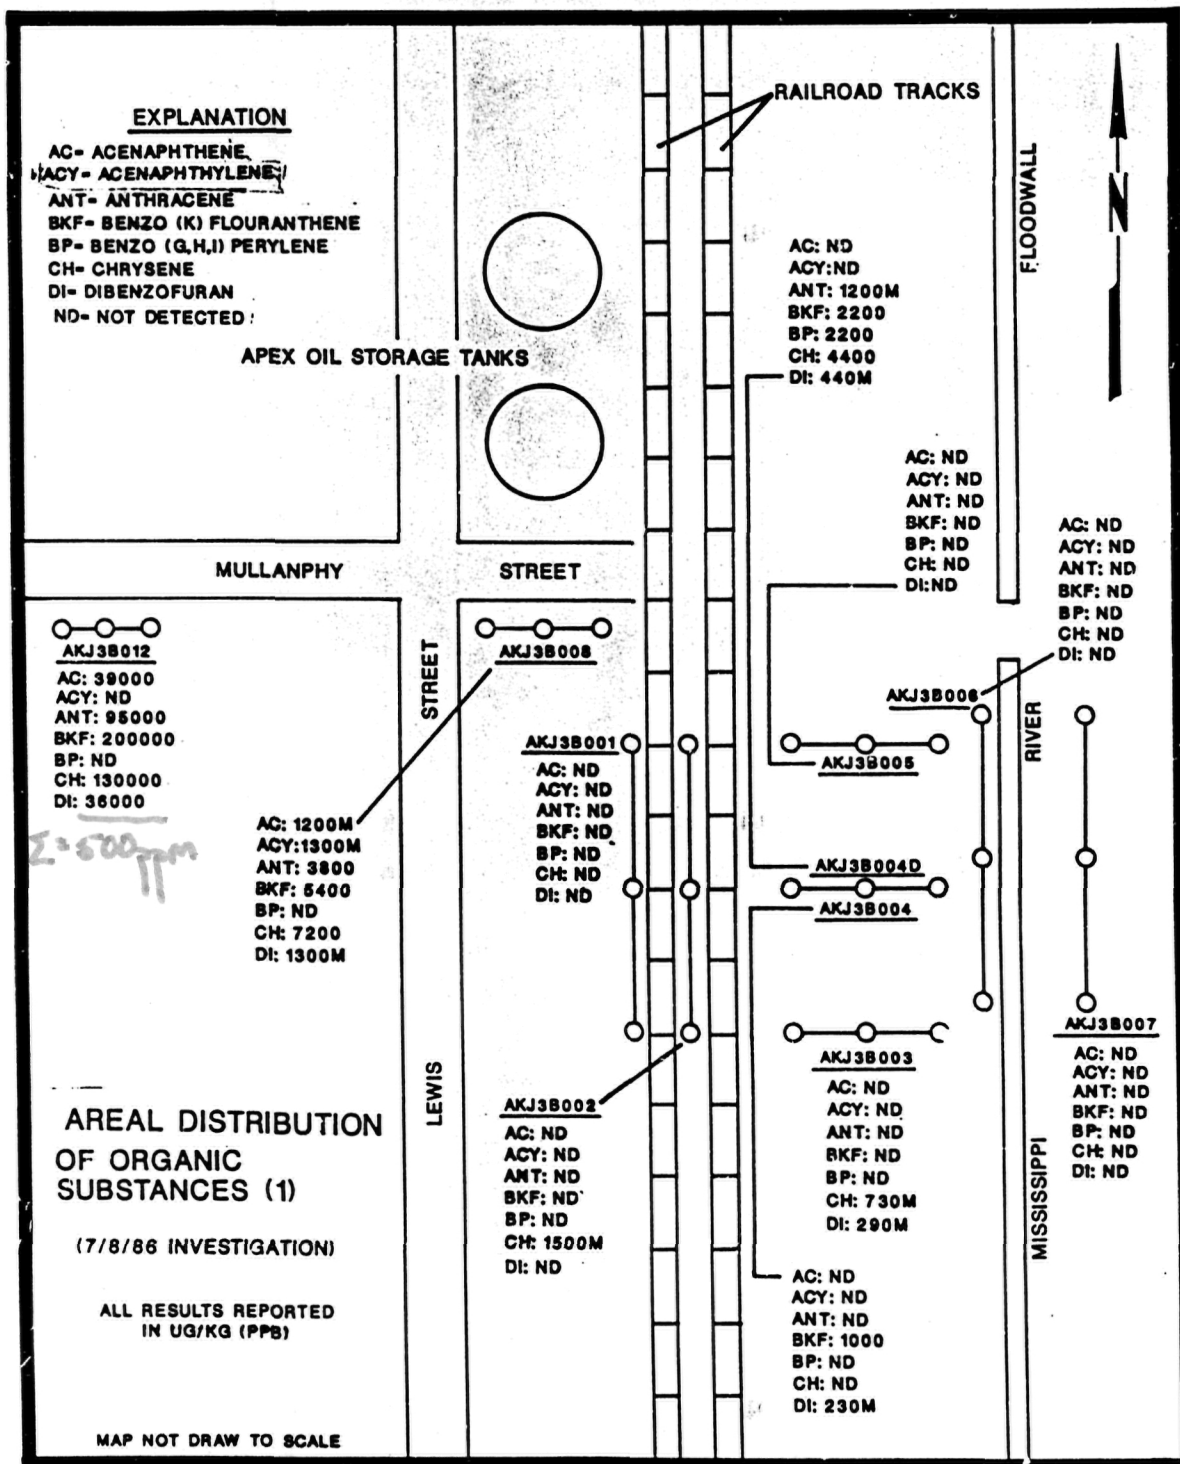 RAILROAD TRACKS
EXPLANATION
AC- ACENAPHTHENE
ACY- ACENAPHTHYLENE
ANT- ANTHRACENE
BKF- BENZO (K) FLOURANTHENE
BP- BENZO (G,H,I) PERYLENE
CH- CHRYSENE
DI- DIBENZOFURAN
ND- NOT DETECTED
APEX OIL STORAGE TANKS
FLOODWALL
N
AC: ND
ACY:ND
ANT: 1200M
BKF: 2200
BP: 2200
CH: 4400
DI: 440M
AC: ND
ACY: ND
ANT: ND
BKF: ND
BP: ND
CH: ND
DI:ND
AC: ND
ACY: ND
ANT: ND
BKF: ND
BP: ND
CH: ND
DI: ND
MULLANPHY STREET
AKJ3B012
AC: 39000
ACY: ND
ANT: 95000
BKF: 200000
BP: ND
CH: 130000
DI: 36000
Σ=500ppm
STREET
AKJ3B008
AC: 1200M
ACY:1300M
ANT: 3800
BKF: 5400
BP: ND
CH: 7200
DI: 1300M
AKJ3B001
AC: ND
ACY: ND
ANT: ND
BKF: ND
BP: ND
CH: ND
DI: ND
AKJ3B006
RIVER
AKJ3B005
AKJ3B004D
AKJ3B004
AKJ3B003
AC: ND
ACY: ND
ANT: ND
BKF: ND
BP: ND
CH: 730M
DI: 290M
AKJ3B007
AC: ND
ACY: ND
ANT: ND
BKF: ND
BP: ND
CH: ND
DI: ND
LEWIS
AKJ3B002
AC: ND
ACY: ND
ANT: ND
BKF: ND
BP: ND
CH: 1500M
DI: ND
MISSISSIPPI
AC: ND
ACY: ND
ANT: ND
BKF: 1000
BP: ND
CH: ND
DI: 230M
AREAL DISTRIBUTION
OF ORGANIC
SUBSTANCES (1)
(7/8/86 INVESTIGATION)
ALL RESULTS REPORTED
IN UG/KG (PPB)
MAP NOT DRAW TO SCALE